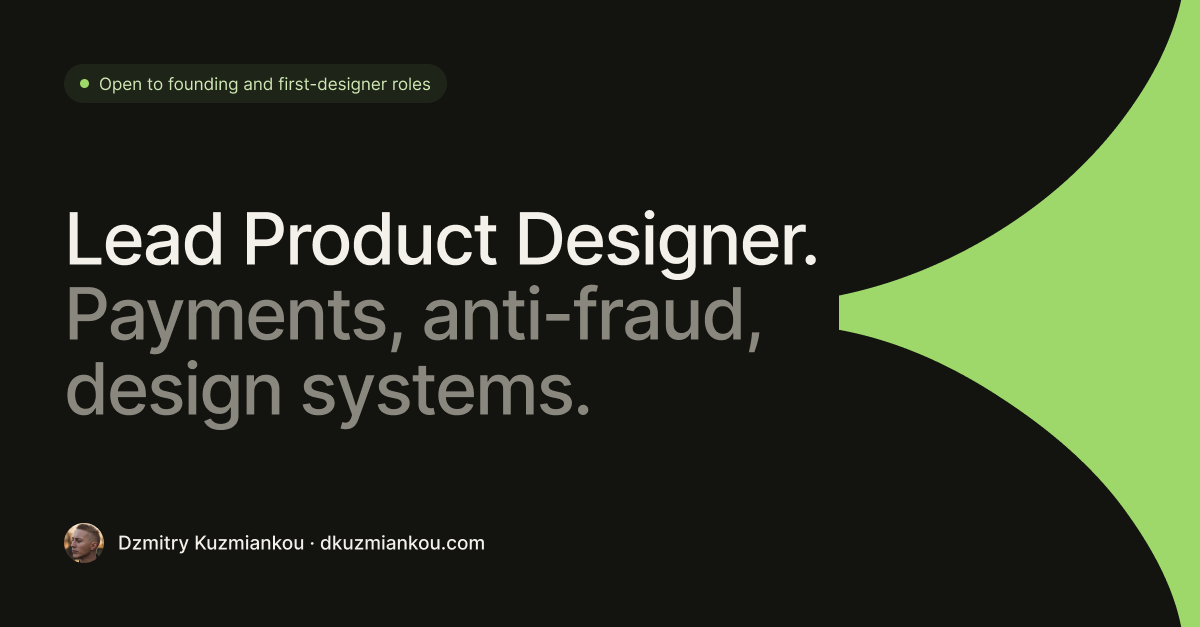 Open to founding and first-designer roles
Lead Product Designer.
Payments, anti-fraud,
design systems.
Dzmitry Kuzmiankou · dkuzmiankou.com